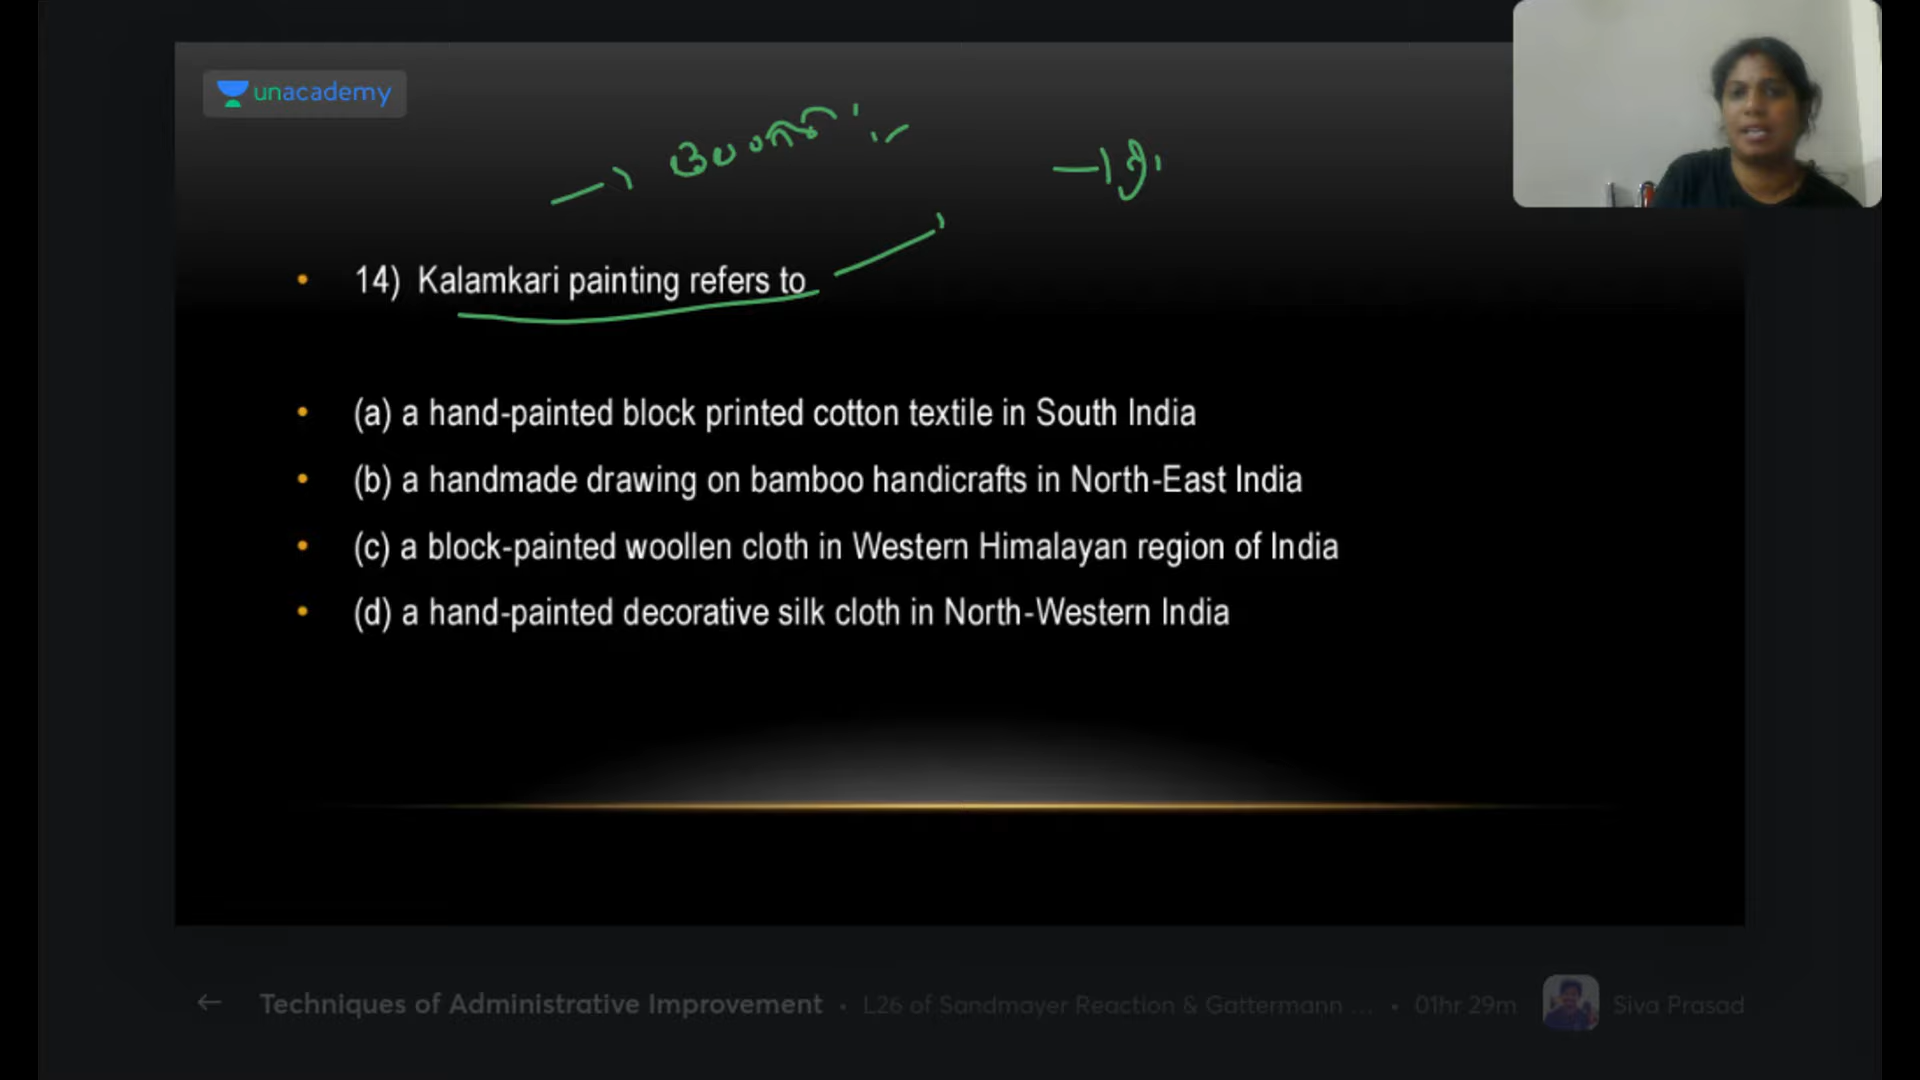 unacademy
14) Kalamkari painting refers to
(a) a hand-painted block printed cotton textile in South India
(b) a handmade drawing on bamboo handicrafts in North-East India
(c) a block-painted woollen cloth in Western Himalayan region of India
(d) a hand-painted decorative silk cloth in North-Western India
← Techniques of Administrative Improvement • L26 of Sandmayer Reaction & Gattermann ... • 01hr 29m Siva Prasad